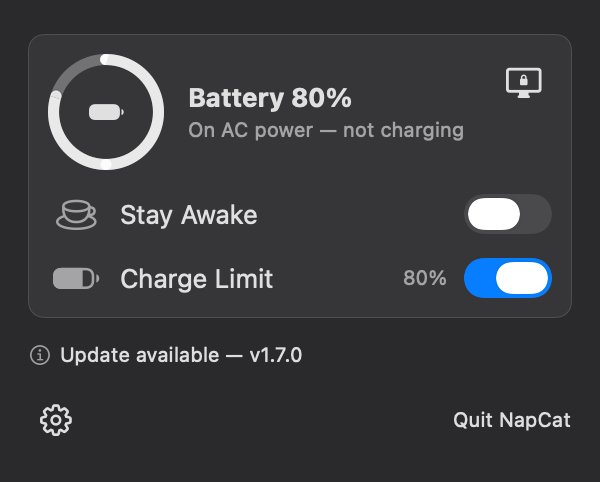 Battery 80%
On AC power — not charging
Stay Awake
Charge Limit 80%
Update available — v1.7.0
Quit NapCat